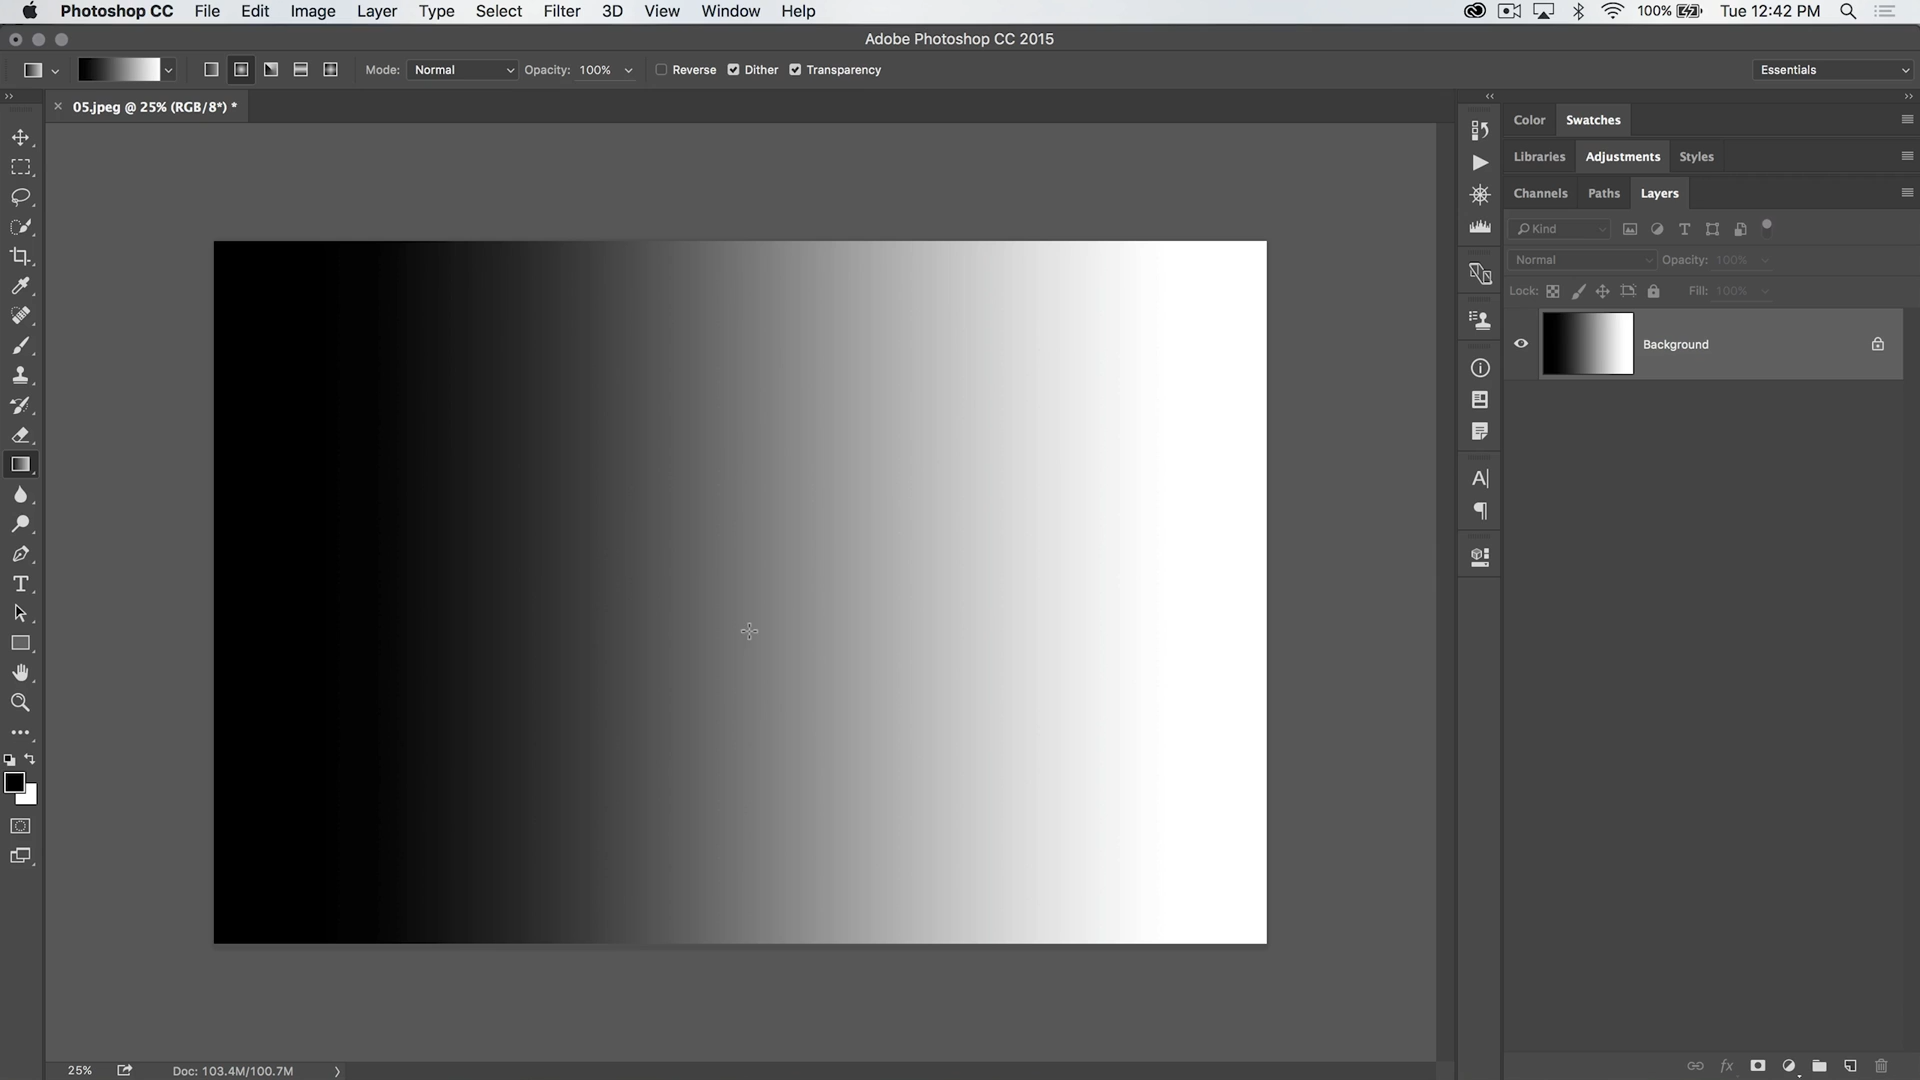 Photoshop CC File Edit Image Layer Type Select Filter 3D View Window Help 100% Tue 12:42 PM
Adobe Photoshop CC 2015
Mode: Normal Opacity: 100% Reverse Dither Transparency Essentials
05.jpeg @ 25% (RGB/8*) *
Color Swatches
Libraries Adjustments Styles
Channels Paths Layers
Kind
Normal Opacity: 100%
Lock: Fill: 100%
Background
25% Doc: 103.4M/100.7M